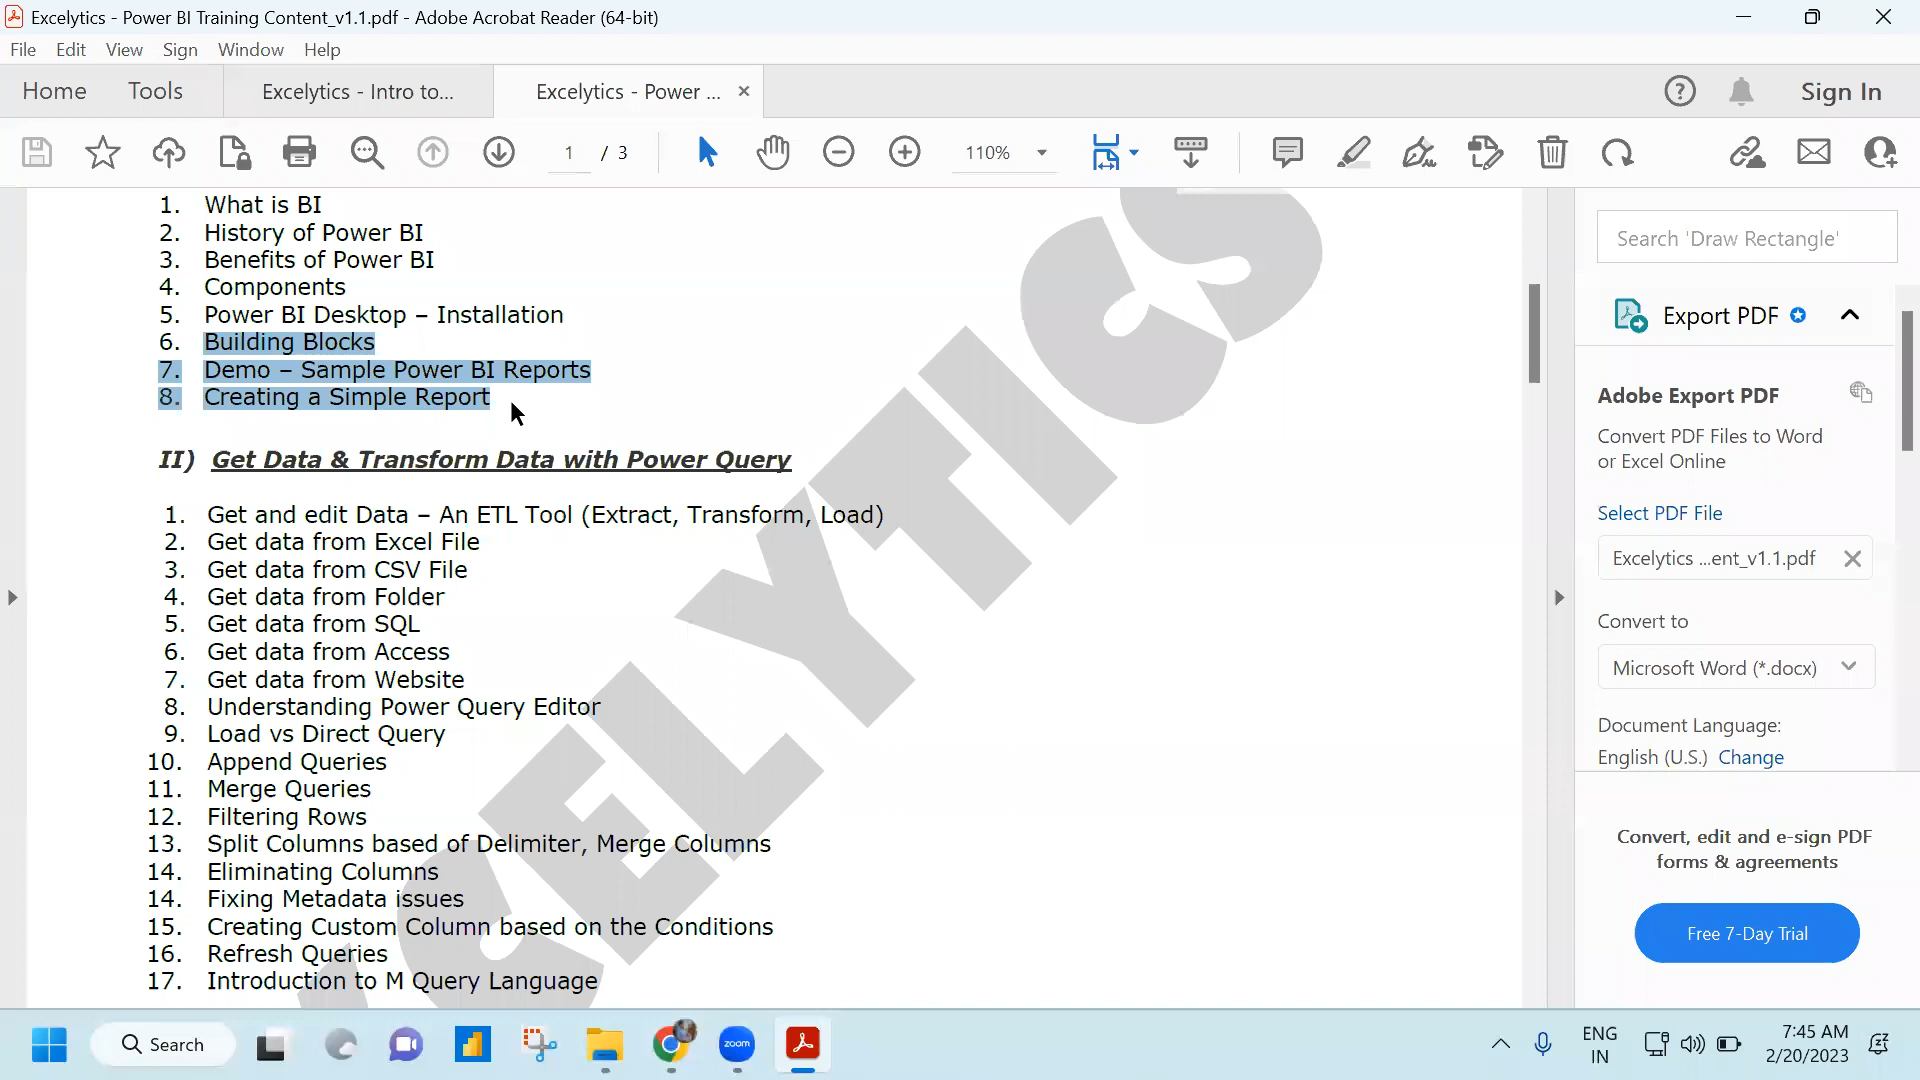 Excelytics - Power BI Training Content_v1.1.pdf - Adobe Acrobat Reader (64-bit)
File Edit View Sign Window Help
Home Tools Excelytics - Intro to... Excelytics - Power ... Sign In
1 / 3 110%
1. What is BI
2. History of Power BI
3. Benefits of Power BI
4. Components
5. Power BI Desktop – Installation
6. Building Blocks
7. Demo – Sample Power BI Reports
8. Creating a Simple Report
II) Get Data & Transform Data with Power Query
1. Get and edit Data – An ETL Tool (Extract, Transform, Load)
2. Get data from Excel File
3. Get data from CSV File
4. Get data from Folder
5. Get data from SQL
6. Get data from Access
7. Get data from Website
8. Understanding Power Query Editor
9. Load vs Direct Query
10. Append Queries
11. Merge Queries
12. Filtering Rows
13. Split Columns based of Delimiter, Merge Columns
14. Eliminating Columns
14. Fixing Metadata issues
15. Creating Custom Column based on the Conditions
16. Refresh Queries
17. Introduction to M Query Language
XCELYTICS
Search 'Draw Rectangle'
Export PDF
Adobe Export PDF
Convert PDF Files to Word
or Excel Online
Select PDF File
Excelytics ...ent_v1.1.pdf
Convert to
Microsoft Word (*.docx)
Document Language:
English (U.S.) Change
Convert, edit and e-sign PDF
forms & agreements
Free 7-Day Trial
Search
zoom
ENG
IN
7:45 AM
2/20/2023